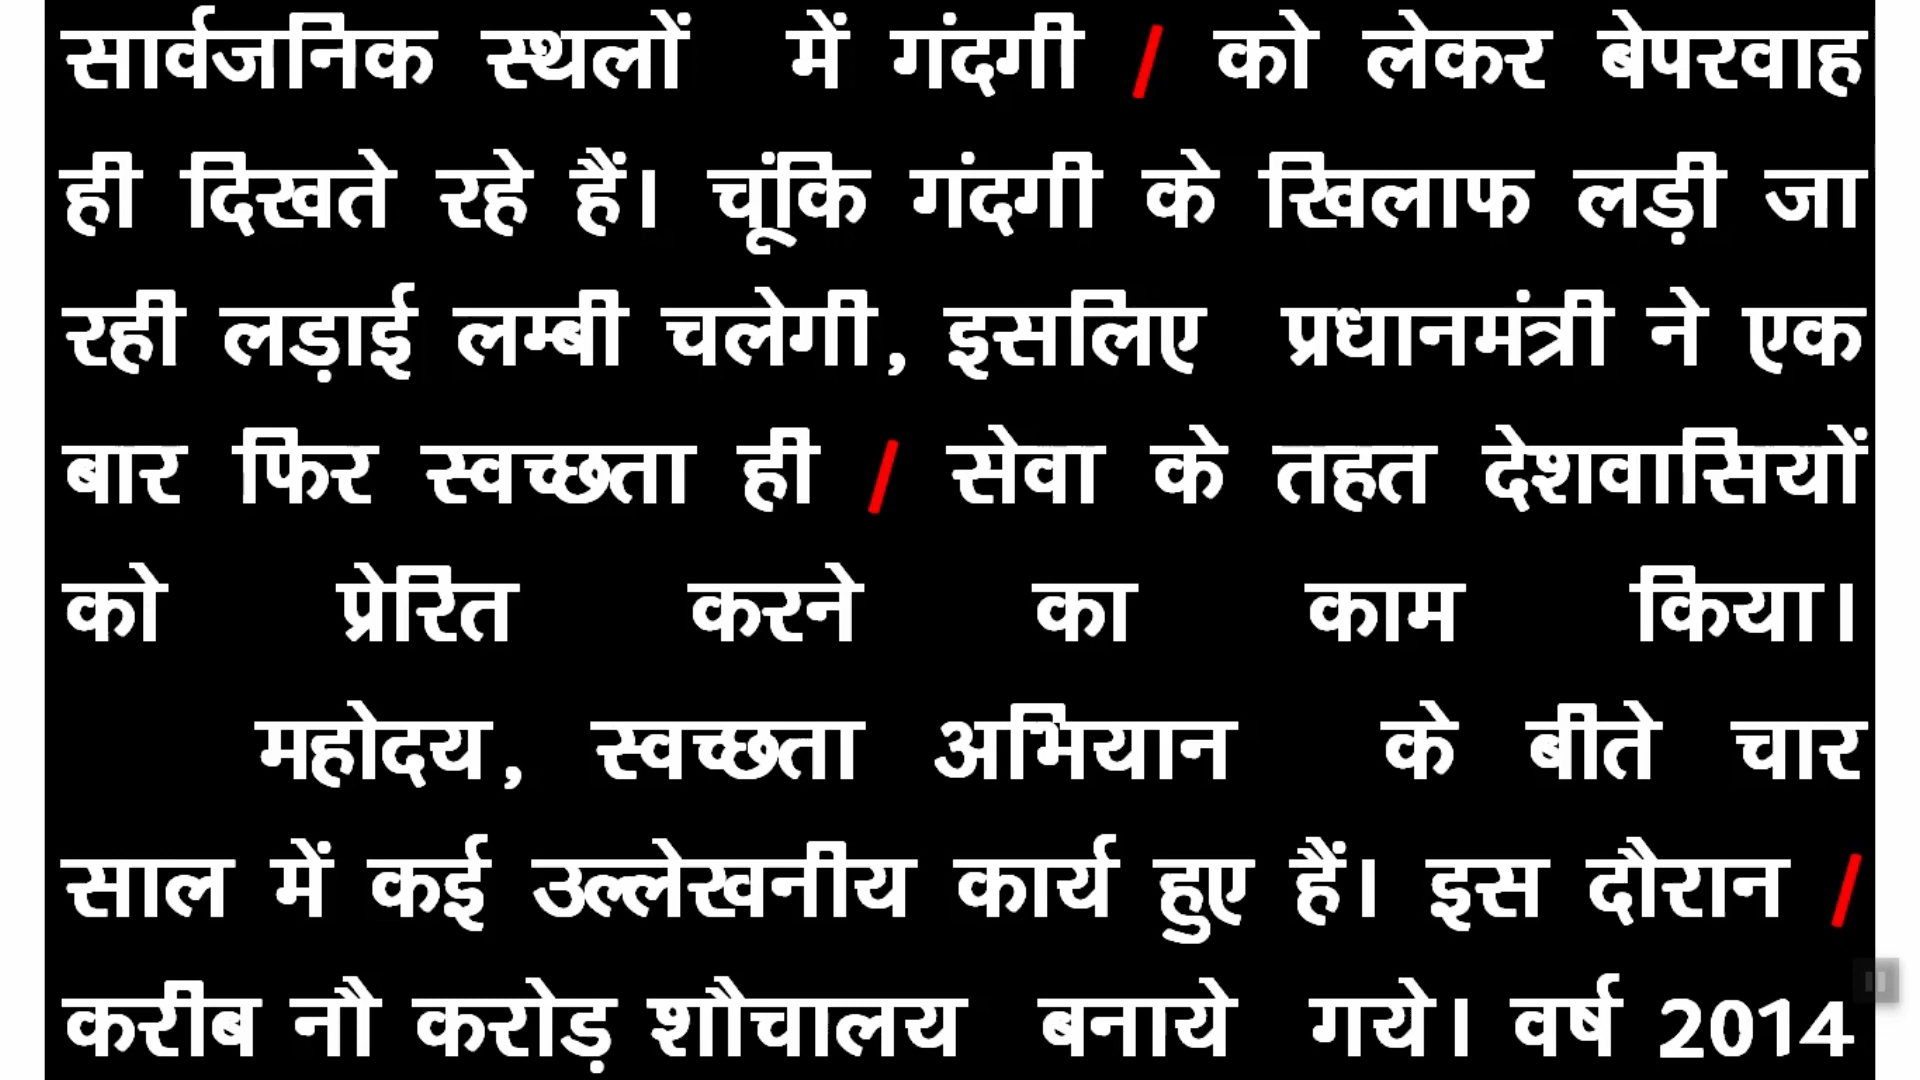 सार्वजनिक स्थलों में गंदगी / को लेकर बेपरवाह
ही दिखते रहे हैं। चूंकि गंदगी के खिलाफ लड़ी जा
रही लड़ाई लम्बी चलेगी, इसलिए प्रधानमंत्री ने एक
बार फिर स्वच्छता ही / सेवा के तहत देशवासियों
को प्रेरित करने का काम किया।
महोदय, स्वच्छता अभियान के बीते चार
साल में कई उल्लेखनीय कार्य हुए हैं। इस दौरान /
करीब नौ करोड़ शौचालय बनाये गये। वर्ष 2014